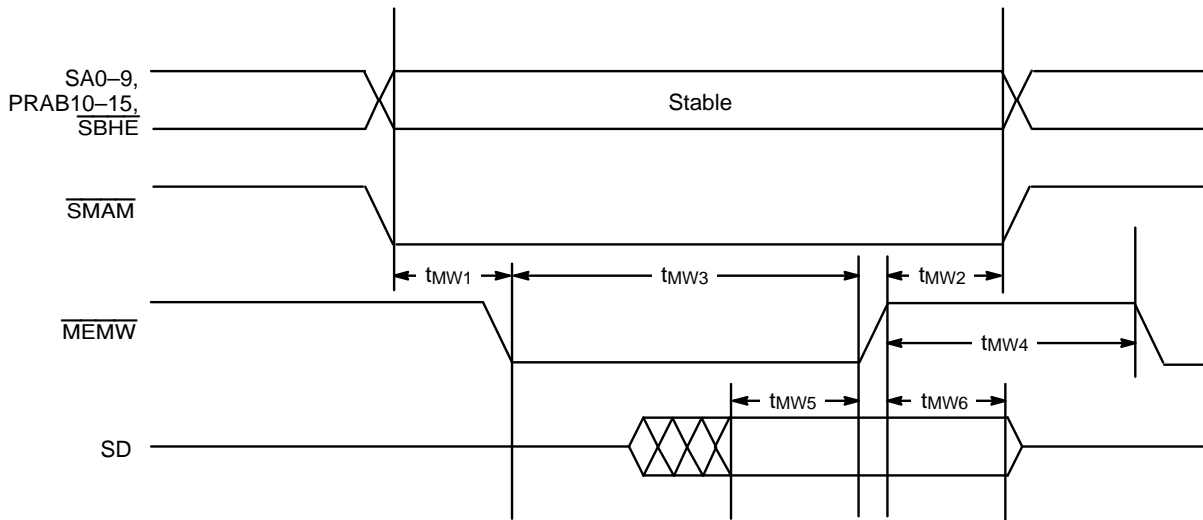 SA0–9,
PRAB10–15,
SBHE
Stable
SMAM
tMW1
tMW3
tMW2
MEMW
tMW4
tMW5
tMW6
SD